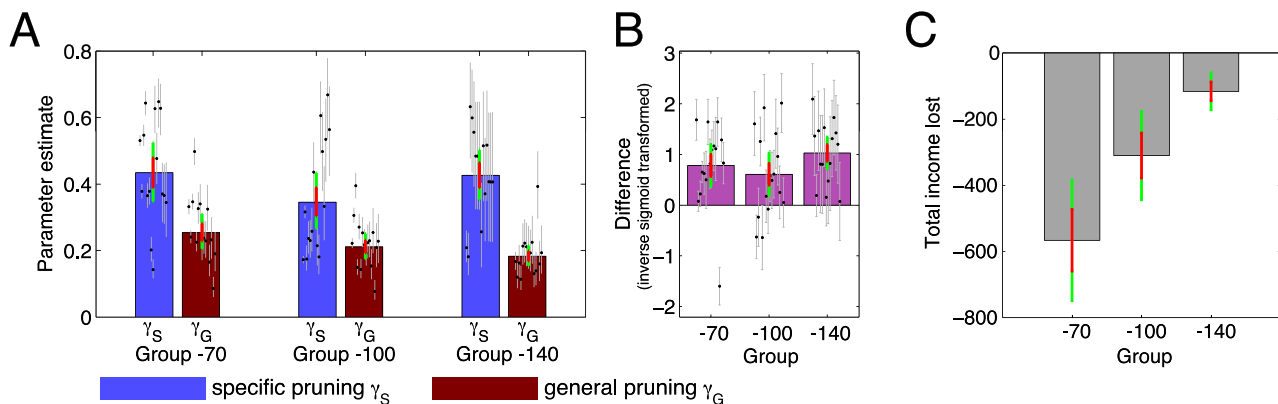 A
Parameter estimate
0.8
0.6
0.4
0.2
0
γS γG
γS γG
γS γG
Group -70
Group -100
Group -140
specific pruning γS
general pruning γG
B
Difference
(inverse sigmoid transformed)
3
2
1
0
−1
−2
-70
-100
-140
Group
C
Total income lost
0
−200
−400
−600
−800
-70
-100
-140
Group